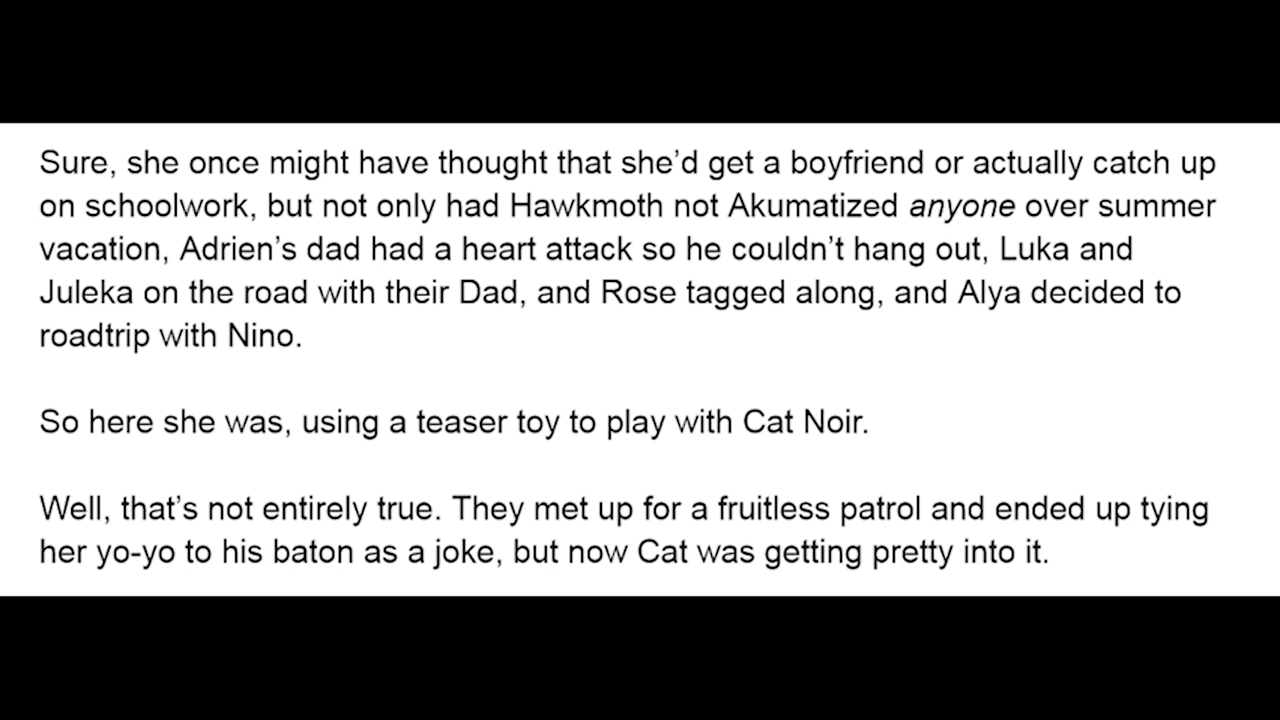 Sure, she once might have thought that she’d get a boyfriend or actually catch up
on schoolwork, but not only had Hawkmoth not Akumatized anyone over summer
vacation, Adrien’s dad had a heart attack so he couldn’t hang out, Luka and
Juleka on the road with their Dad, and Rose tagged along, and Alya decided to
roadtrip with Nino.
So here she was, using a teaser toy to play with Cat Noir.
Well, that’s not entirely true. They met up for a fruitless patrol and ended up tying
her yo-yo to his baton as a joke, but now Cat was getting pretty into it.